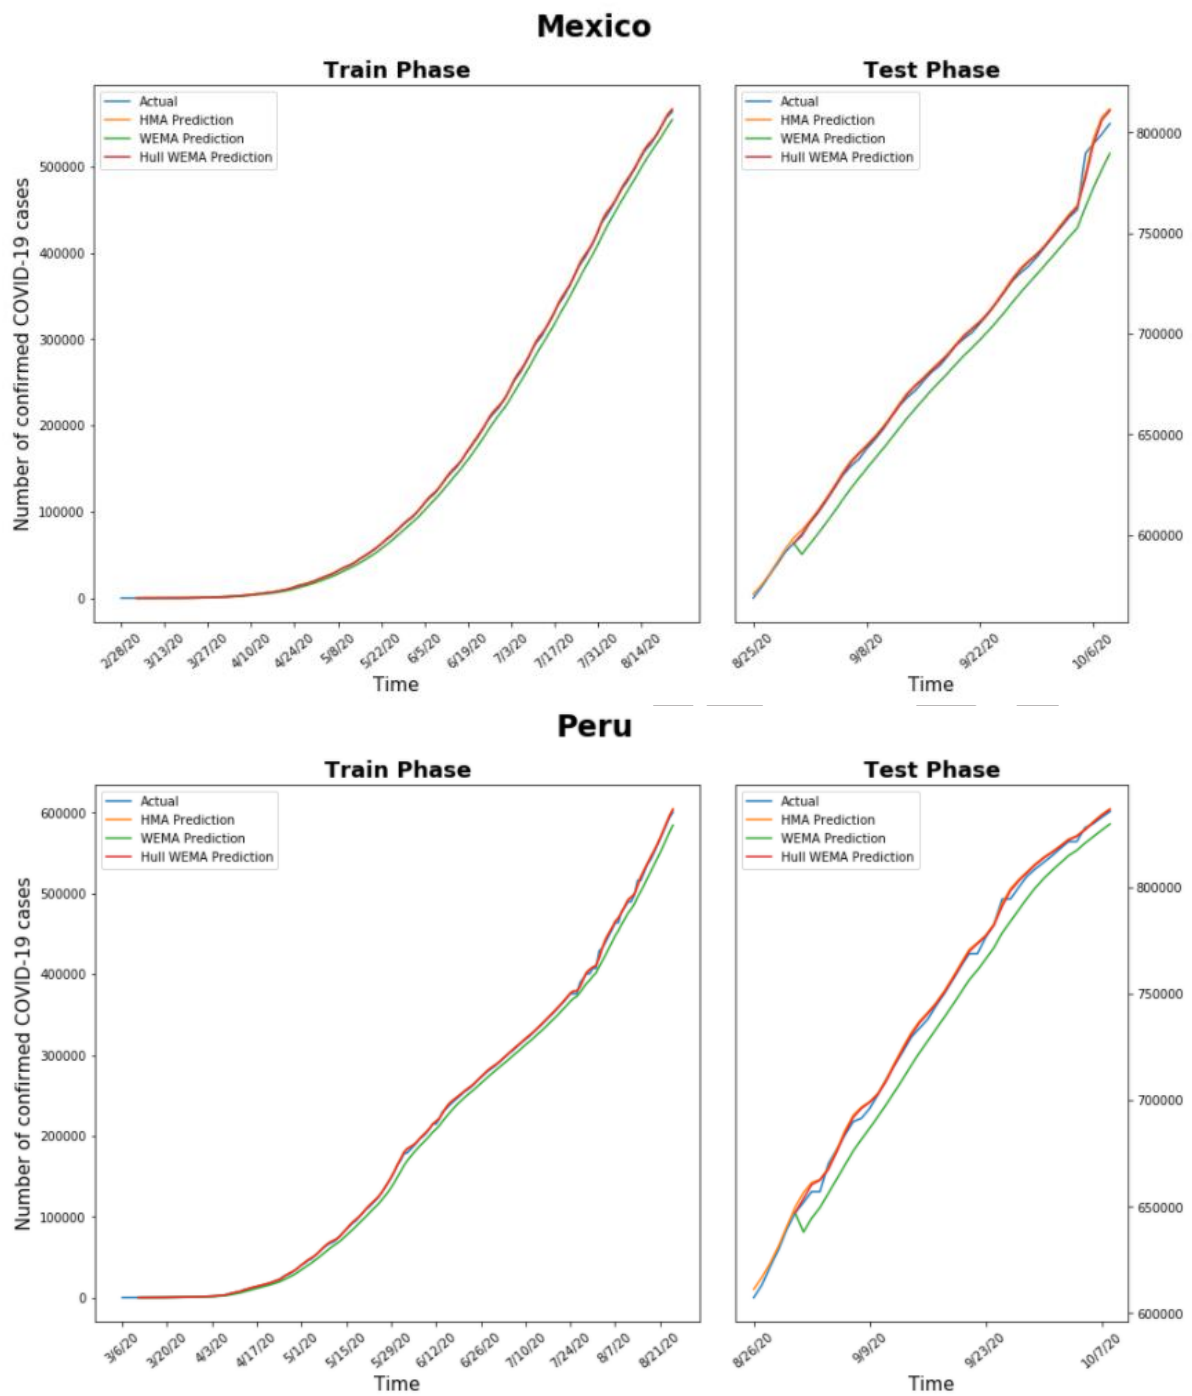 Mexico
Train Phase
Actual
HMA Prediction
WEMA Prediction
Hull WEMA Prediction
Number of confirmed COVID-19 cases
500000
400000
300000
200000
100000
0
2/28/20
3/13/20
3/27/20
4/10/20
4/24/20
5/8/20
5/22/20
6/5/20
6/19/20
7/3/20
7/17/20
7/31/20
8/14/20
Time
Test Phase
Actual
HMA Prediction
WEMA Prediction
Hull WEMA Prediction
800000
750000
700000
650000
600000
8/25/20
9/8/20
9/22/20
10/6/20
Time
Peru
Train Phase
Actual
HMA Prediction
WEMA Prediction
Hull WEMA Prediction
Number of confirmed COVID-19 cases
600000
500000
400000
300000
200000
100000
0
3/6/20
3/20/20
4/3/20
4/17/20
5/1/20
5/15/20
5/29/20
6/12/20
6/26/20
7/10/20
7/24/20
8/7/20
8/21/20
Time
Test Phase
Actual
HMA Prediction
WEMA Prediction
Hull WEMA Prediction
800000
750000
700000
650000
600000
8/26/20
9/9/20
9/23/20
10/7/20
Time